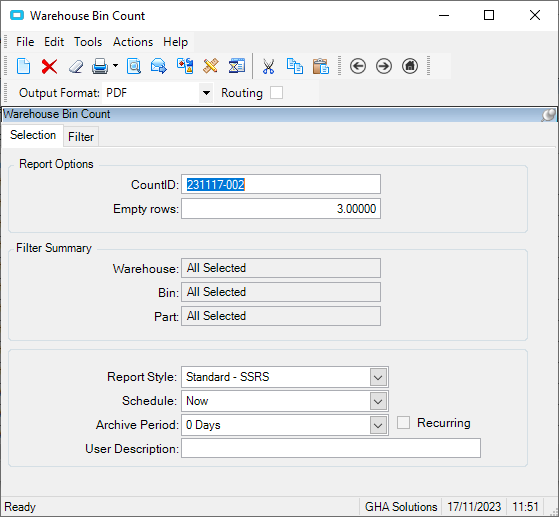 Warehouse Bin Count
File Edit Tools Actions Help
Output Format: PDF Routing
Warehouse Bin Count
Selection Filter
Report Options
CountID: 231117-002
Empty rows: 3.00000
Filter Summary
Warehouse: All Selected
Bin: All Selected
Part: All Selected
Report Style: Standard - SSRS
Schedule: Now
Archive Period: 0 Days Recurring
User Description:
Ready GHA Solutions 17/11/2023 11:51